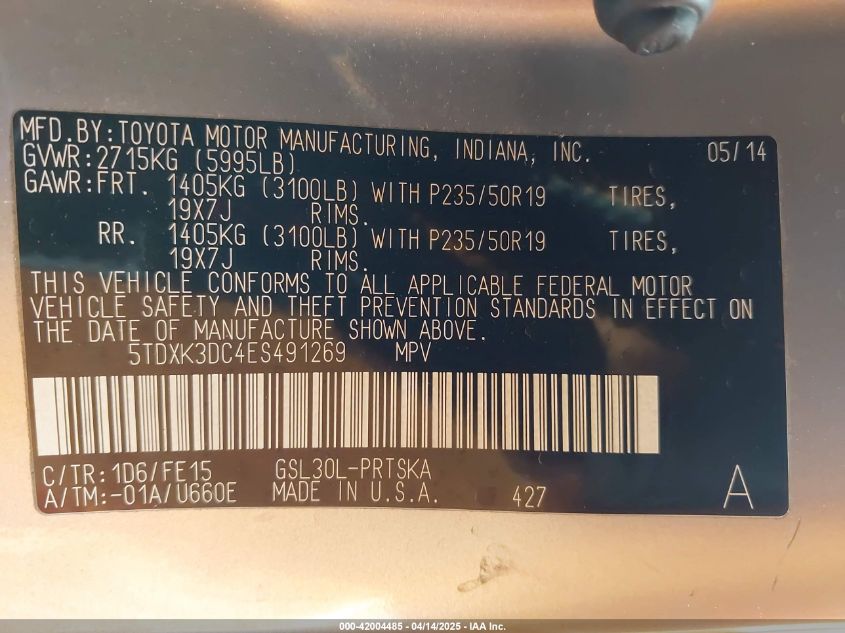 MFD.BY:TOYOTA MOTOR MANUFACTURING, INDIANA, INC. 05/14
GVWR:2715KG (5995LB)
GAWR:FRT. 1405KG (3100LB) WITH P235/50R19 TIRES,
19X7J RIMS.
RR. 1405KG (3100LB) WITH P235/50R19 TIRES,
19X7J RIMS.
THIS VEHICLE CONFORMS TO ALL APPLICABLE FEDERAL MOTOR
VEHICLE SAFETY AND THEFT PREVENTION STANDARDS IN EFFECT ON
THE DATE OF MANUFACTURE SHOWN ABOVE.
5TDXK3DC4ES491269 MPV
C/TR:1D6/FE15 GSL30L-PRTSKA
A/TM:-01A/U660E MADE IN U.S.A. 427 A
000-42004485 - 04/14/2025 - IAA Inc.